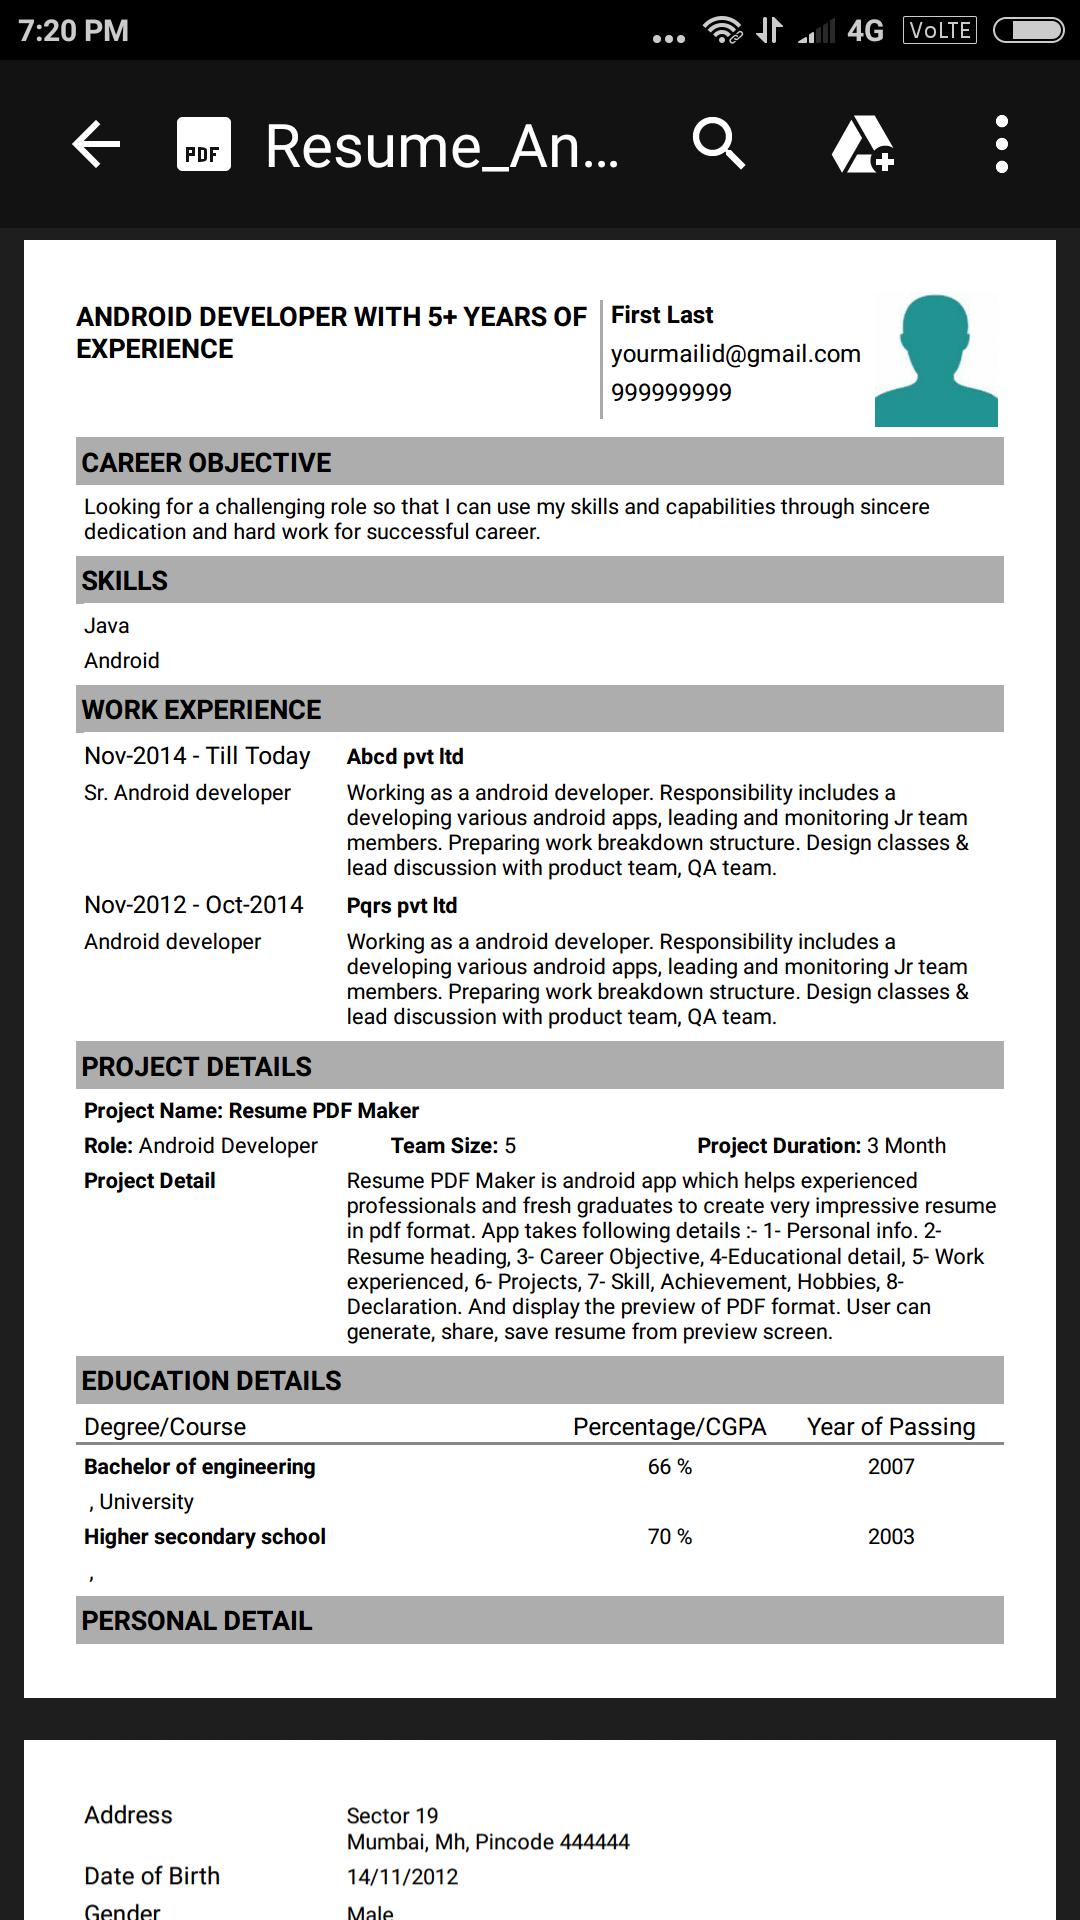 7:20 PM
... 4G VoLTE
PDF Resume_An...
ANDROID DEVELOPER WITH 5+ YEARS OF
EXPERIENCE
First Last
yourmailid@gmail.com
999999999
CAREER OBJECTIVE
Looking for a challenging role so that I can use my skills and capabilities through sincere
dedication and hard work for successful career.
SKILLS
Java
Android
WORK EXPERIENCE
Nov-2014 - Till Today Abcd pvt ltd
Sr. Android developer Working as a android developer. Responsibility includes a
developing various android apps, leading and monitoring Jr team
members. Preparing work breakdown structure. Design classes &
lead discussion with product team, QA team.
Nov-2012 - Oct-2014 Pqrs pvt ltd
Android developer Working as a android developer. Responsibility includes a
developing various android apps, leading and monitoring Jr team
members. Preparing work breakdown structure. Design classes &
lead discussion with product team, QA team.
PROJECT DETAILS
Project Name: Resume PDF Maker
Role: Android Developer Team Size: 5 Project Duration: 3 Month
Project Detail Resume PDF Maker is android app which helps experienced
professionals and fresh graduates to create very impressive resume
in pdf format. App takes following details :- 1- Personal info. 2-
Resume heading, 3- Career Objective, 4-Educational detail, 5- Work
experienced, 6- Projects, 7- Skill, Achievement, Hobbies, 8-
Declaration. And display the preview of PDF format. User can
generate, share, save resume from preview screen.
EDUCATION DETAILS
Degree/Course Percentage/CGPA Year of Passing
Bachelor of engineering 66 % 2007
, University
Higher secondary school 70 % 2003
,
PERSONAL DETAIL
Address Sector 19
Mumbai, Mh, Pincode 444444
Date of Birth 14/11/2012
Gender Male